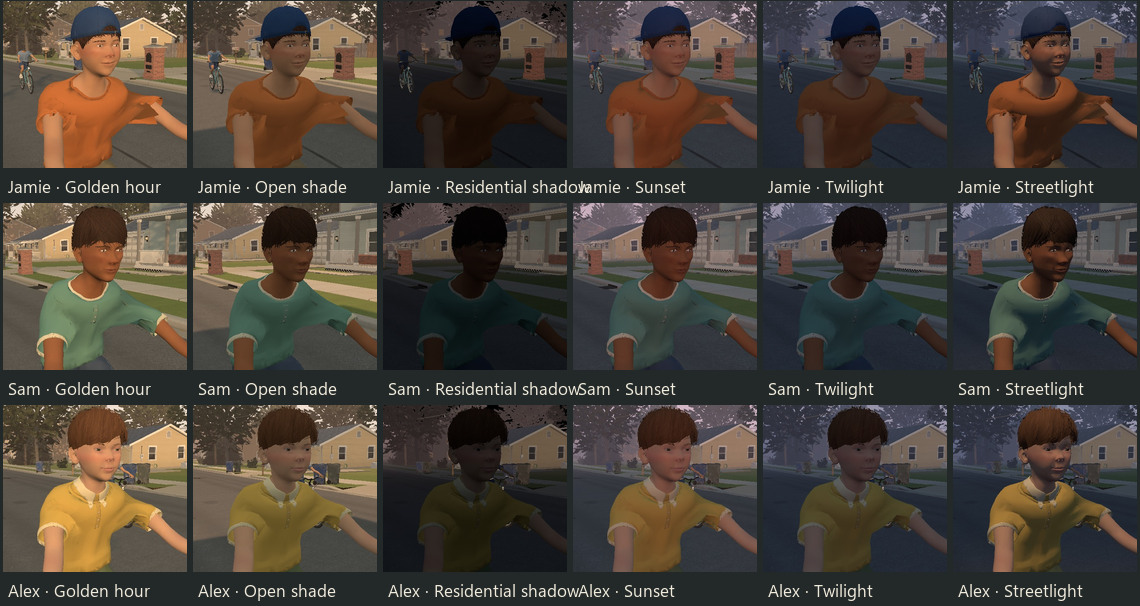 Jamie · Golden hour
Jamie · Open shade
Jamie · Residential shadow
Jamie · Sunset
Jamie · Twilight
Jamie · Streetlight
Sam · Golden hour
Sam · Open shade
Sam · Residential shadow
Sam · Sunset
Sam · Twilight
Sam · Streetlight
Alex · Golden hour
Alex · Open shade
Alex · Residential shadow
Alex · Sunset
Alex · Twilight
Alex · Streetlight